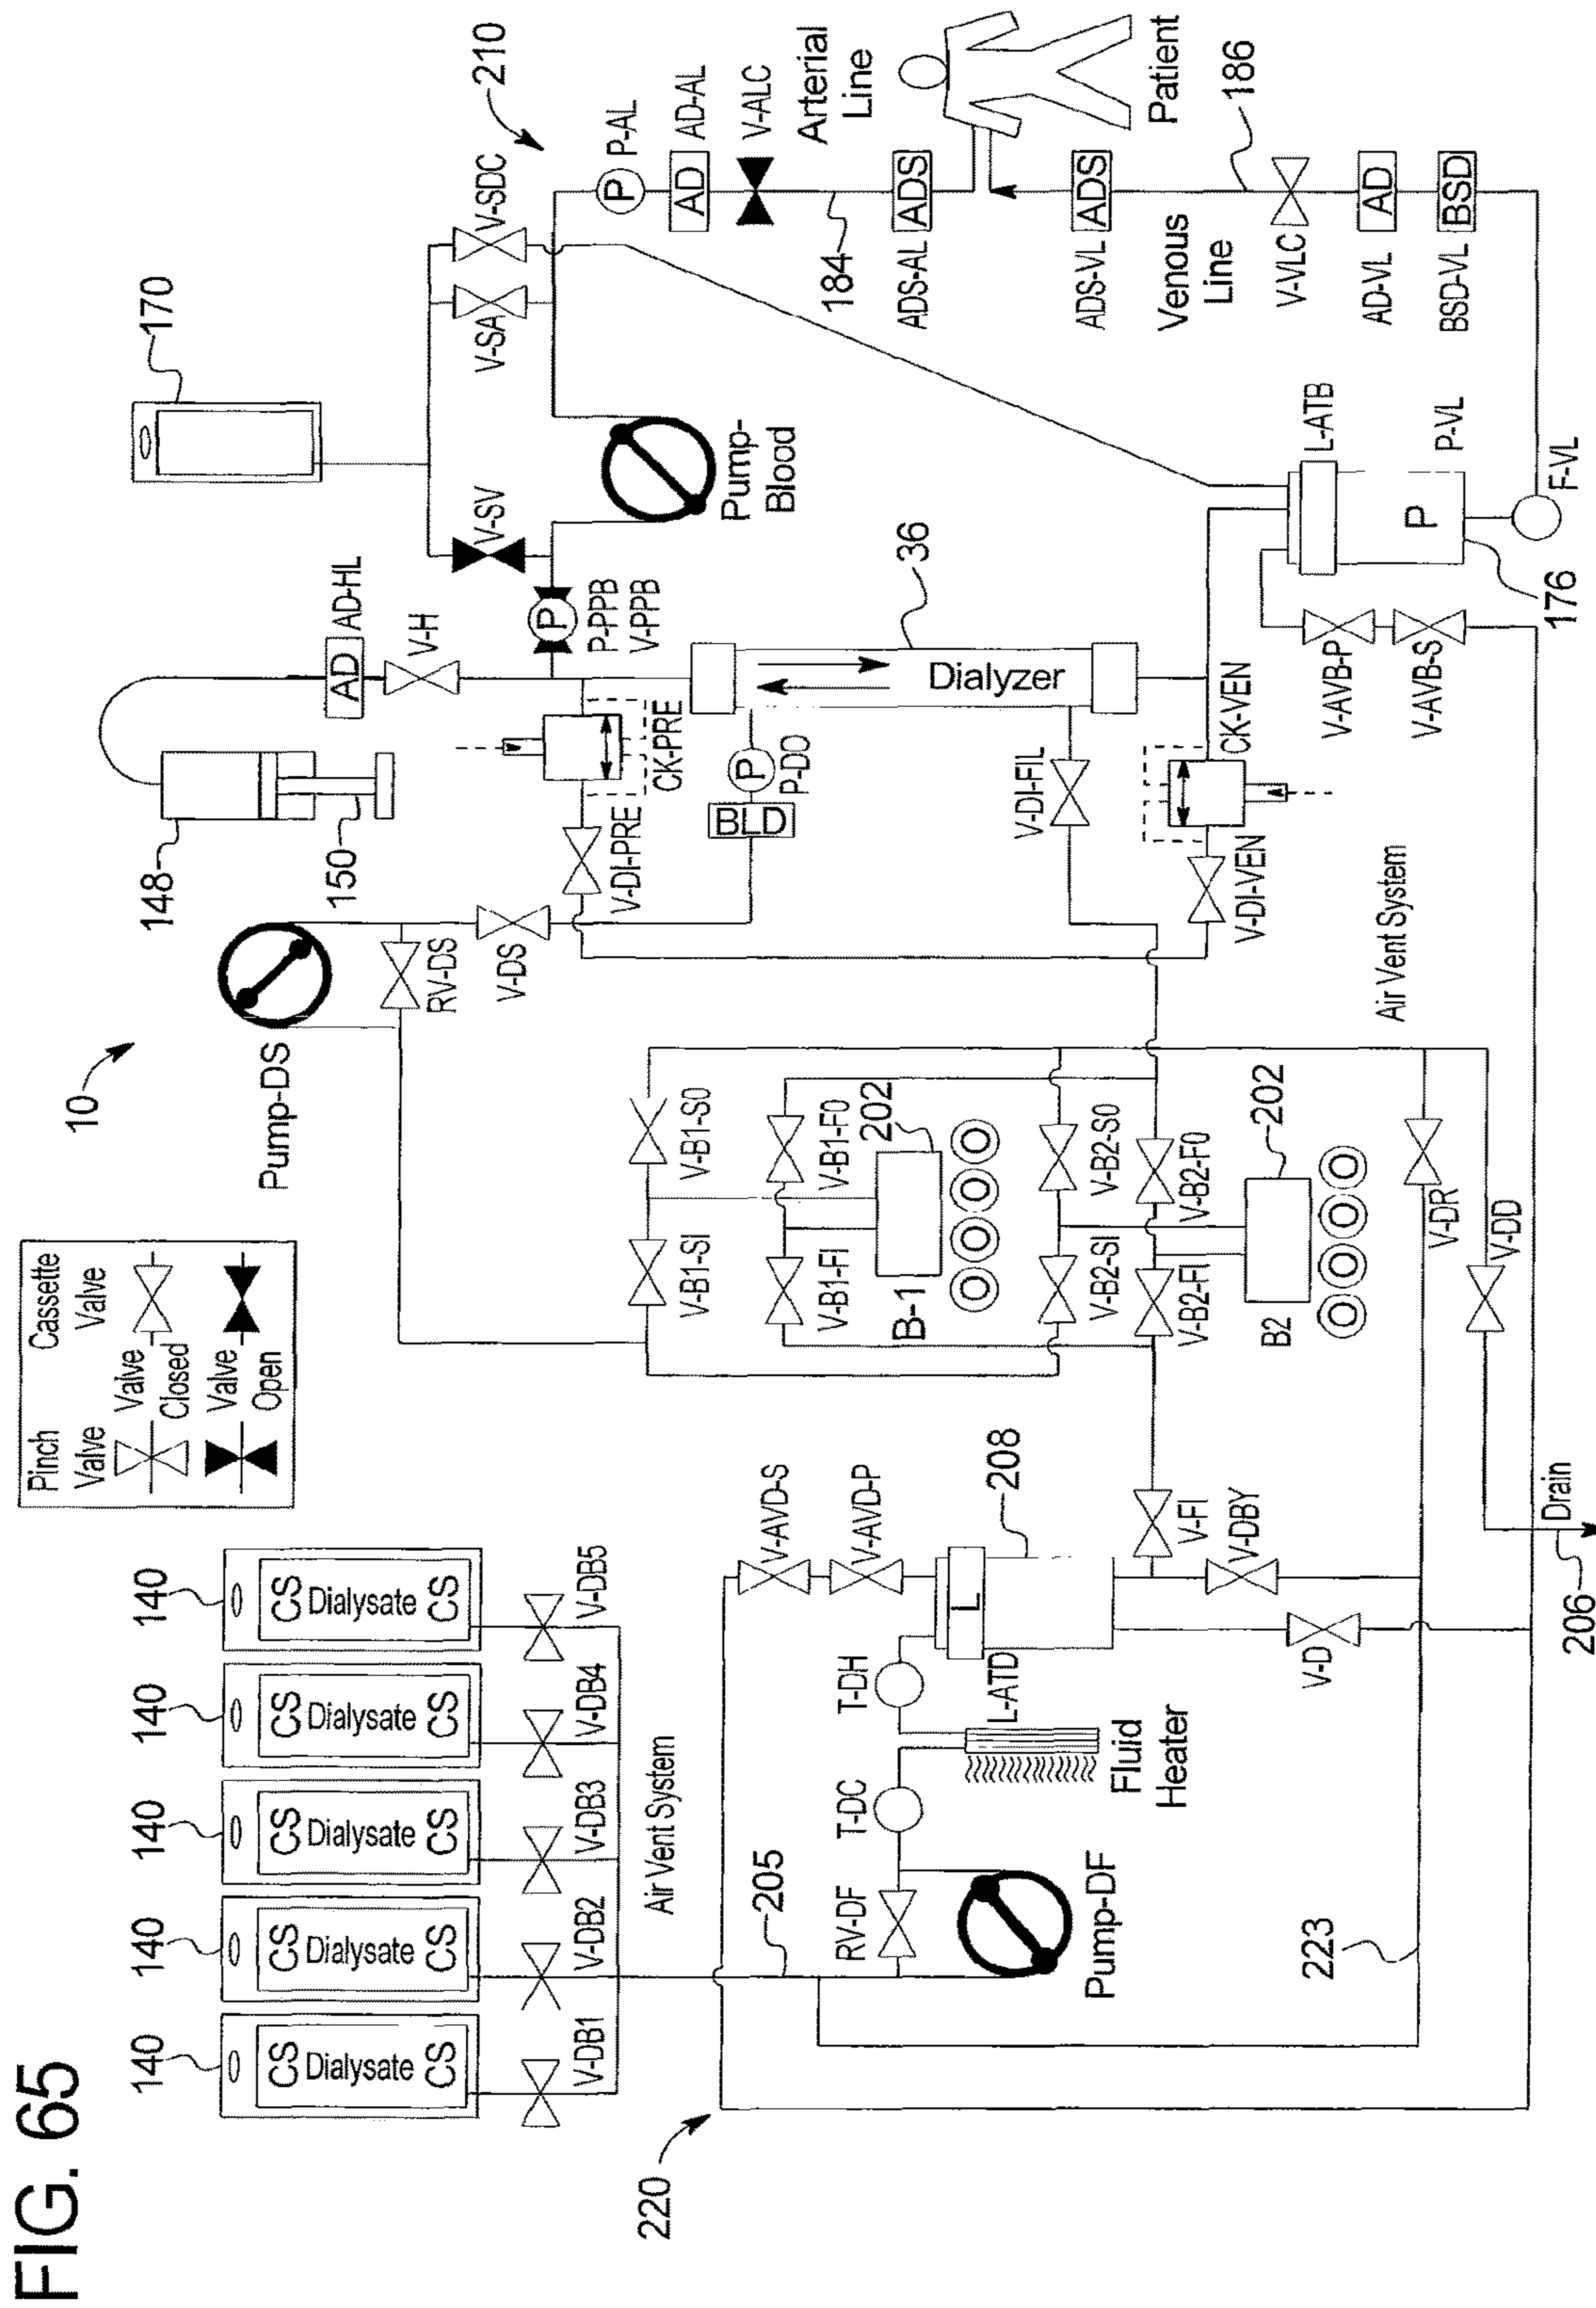 FIG. 65
10
220
Pinch
Valve
Cassette
Valve
Valve
Closed
Valve
Open
140
140
140
140
140
CS Dialysate CS
CS Dialysate CS
CS Dialysate CS
CS Dialysate CS
CS Dialysate CS
V-DB1
V-DB2
V-DB3
V-DB4
V-DB5
Air Vent System
205
RV-DF
Pump-DF
T-DC
T-DH
Fluid
Heater
L-ATD
L
208
V-AVD-S
V-AVD-P
V-FI
V-DBY
V-D
223
206
Drain
Pump-DS
RV-DS
V-DS
V-B1-SI
V-B1-S0
V-B1-FI
V-B1-F0
B-1
202
V-B2-SI
V-B2-S0
V-B2-FI
V-B2-F0
B2
202
V-DR
V-DD
Air Vent System
148
150
AD
AD-HL
V-H
CK-PRE
V-DI-PRE
BLD
P
P-DO
V-DI-FIL
V-DI-VEN
CK-VEN
Dialyzer
36
P
P-PPB
V-PPB
V-SV
170
V-SA
V-SDC
210
Pump-
Blood
P
P-AL
AD
AD-AL
V-ALC
Arterial
Line
184
ADS
ADS-AL
Patient
ADS
ADS-VL
Venous
Line
186
V-VLC
AD
AD-VL
BSD
BSD-VL
L-ATB
P
P-VL
F-VL
176
V-AVB-P
V-AVB-S